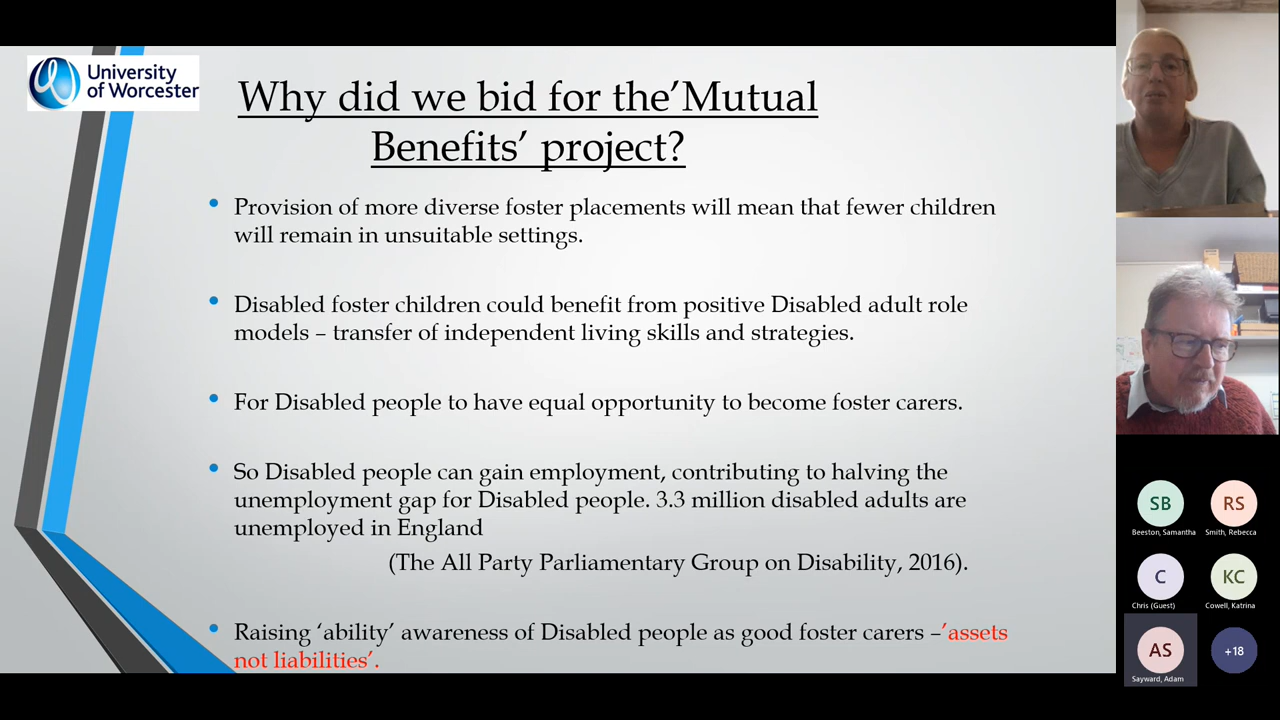 University
of Worcester
Why did we bid for the’Mutual
Benefits’ project?
Provision of more diverse foster placements will mean that fewer children
will remain in unsuitable settings.
Disabled foster children could benefit from positive Disabled adult role
models – transfer of independent living skills and strategies.
For Disabled people to have equal opportunity to become foster carers.
So Disabled people can gain employment, contributing to halving the
unemployment gap for Disabled people. 3.3 million disabled adults are
unemployed in England
(The All Party Parliamentary Group on Disability, 2016).
Raising ‘ability’ awareness of Disabled people as good foster carers –’assets
not liabilities’.
SB
Beeston, Samantha
RS
Smith, Rebecca
C
Chris (Guest)
KC
Cowell, Katrina
AS
Sayward, Adam
+18